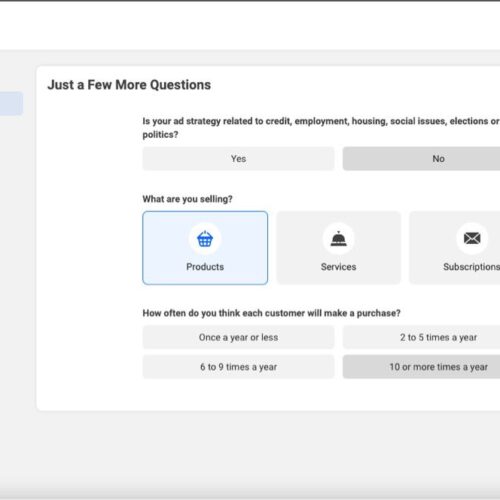 Just a Few More Questions
Is your ad strategy related to credit, employment, housing, social issues, elections or
politics?
Yes
No
What are you selling?
Products
Services
Subscriptions
How often do you think each customer will make a purchase?
Once a year or less
2 to 5 times a year
6 to 9 times a year
10 or more times a year